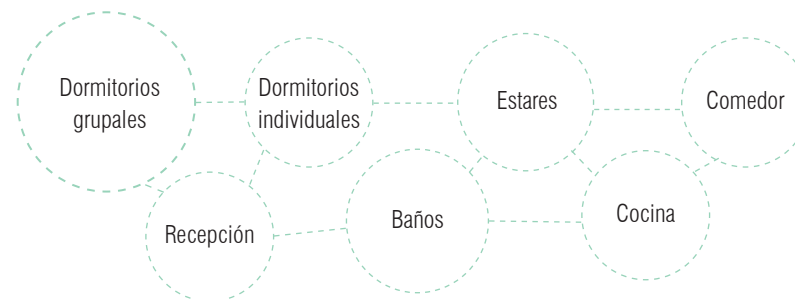 Dormitorios
grupales
Dormitorios
individuales
Estares
Comedor
Recepción
Baños
Cocina